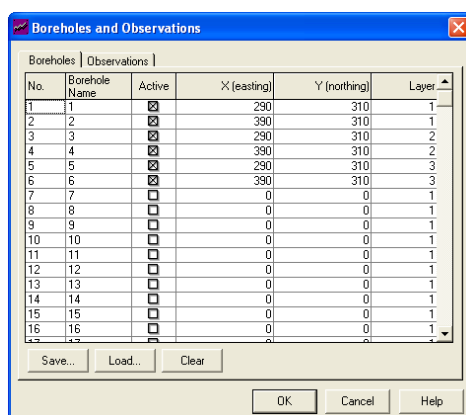 Boreholes and Observations
Boreholes Observations
No. Borehole Name Active X (easting) Y (northing) Layer
1 1 290 310 1
2 2 390 310 1
3 3 290 310 2
4 4 390 310 2
5 5 290 310 3
6 6 390 310 3
7 7 0 0 1
8 8 0 0 1
9 9 0 0 1
10 10 0 0 1
11 11 0 0 1
12 12 0 0 1
13 13 0 0 1
14 14 0 0 1
15 15 0 0 1
16 16 0 0 1
Save... Load... Clear
OK Cancel Help